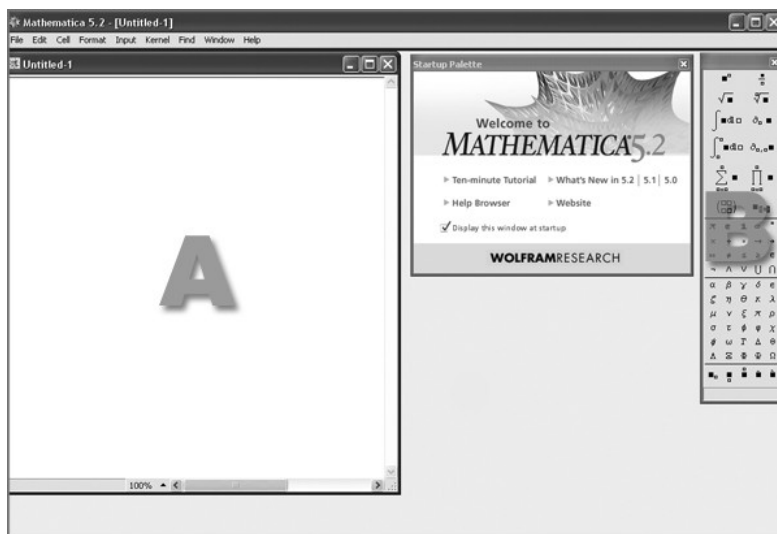 Mathematica 5.2 - [Untitled-1]
File Edit Cell Format Input Kernel Find Window Help
Untitled-1
A
100%
Startup Palette
Welcome to
MATHEMATICA 5.2
Ten-minute Tutorial What's New in 5.2 | 5.1 | 5.0
Help Browser Website
Display this window at startup
WOLFRAMRESEARCH
B
α β γ δ ε
ζ η θ κ λ
μ ν ξ π ρ
σ τ ϕ φ χ
ψ ω Γ Δ Θ
Λ Ξ Φ Ψ Ω